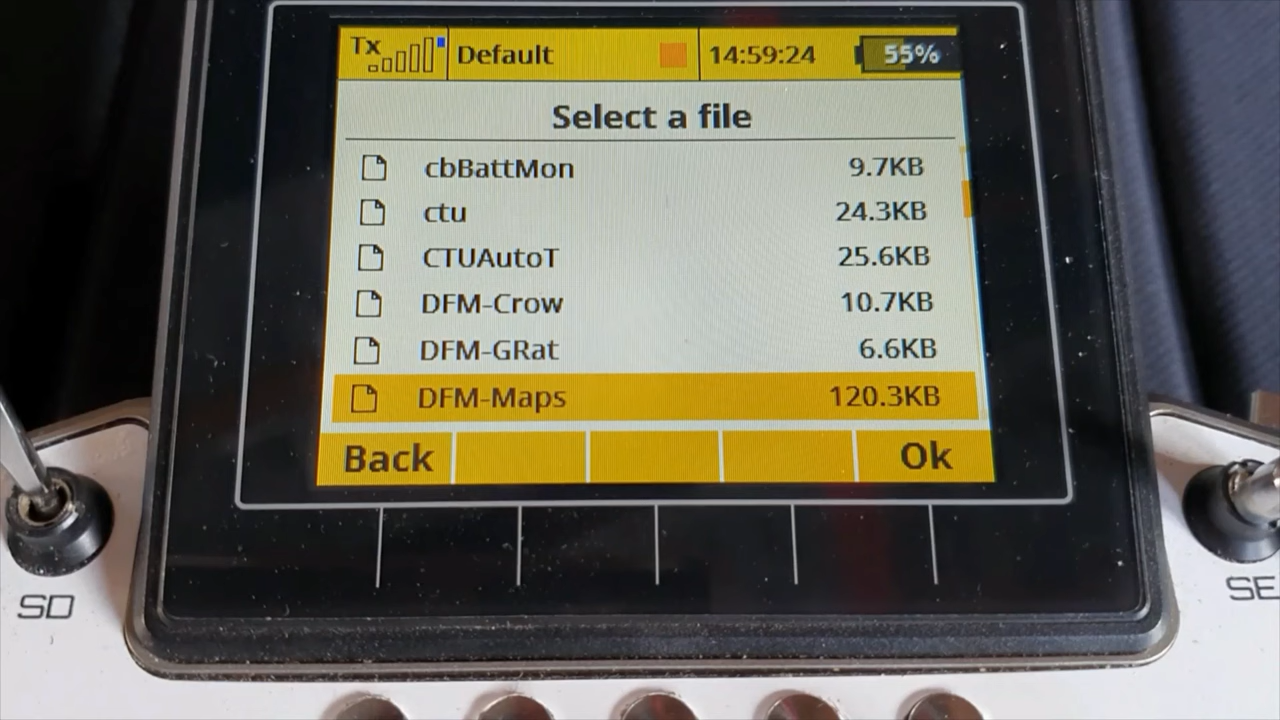 Tx Default 14:59:24 55%
Select a file
cbBattMon 9.7KB
ctu 24.3KB
CTUAutoT 25.6KB
DFM-Crow 10.7KB
DFM-GRat 6.6KB
DFM-Maps 120.3KB
Back Ok
SD SE